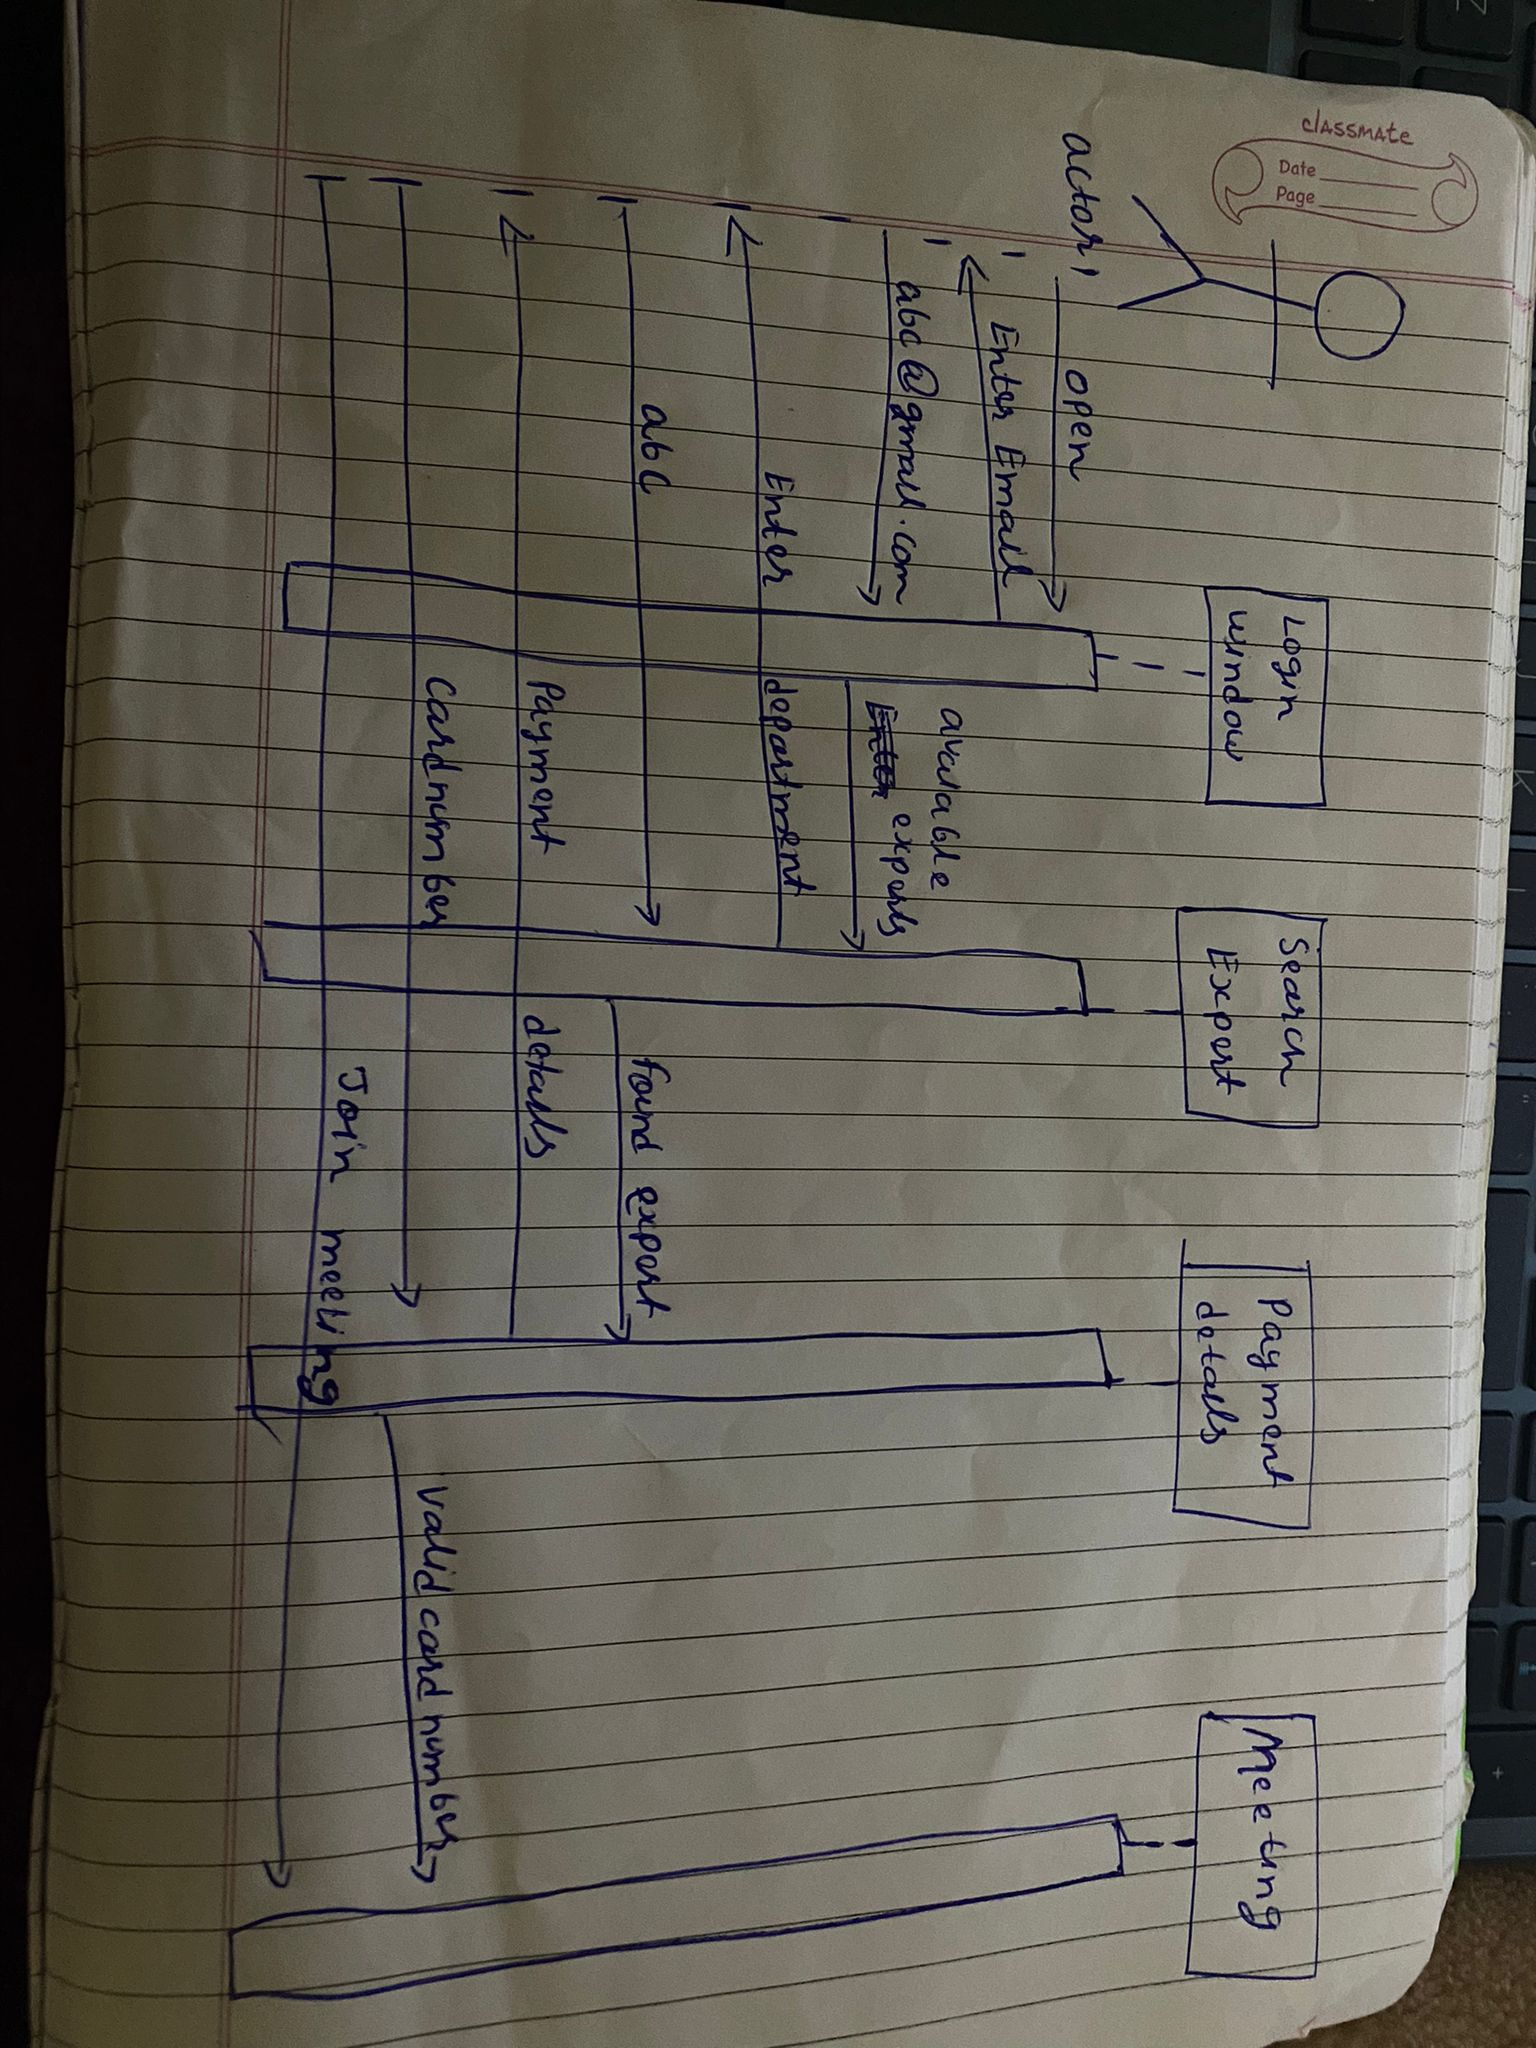 classmate
Date
Page
actor
Login
window
Search
Expert
Payment
details
Meeting
open
Enter Email
abc@gmail.com
available
Enter experts
Enter department
abc
found expert
Payment details
card number
valid card number
Join meeting